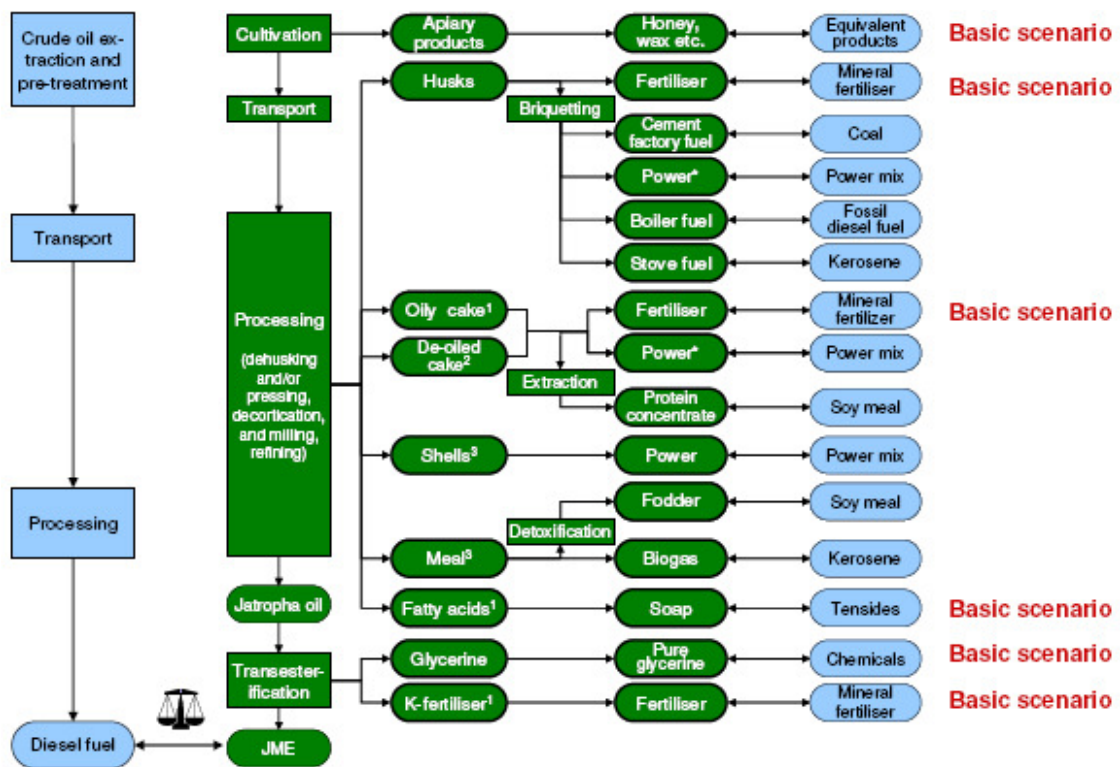 Crude oil ex-
traction and
pre-treatment
Transport
Processing
Diesel fuel
Cultivation
Transport
Processing
(dehusking
and/or
pressing,
decortication,
and milling,
refining)
Jatropha oil
Transester-
ification
JME
Apiary
products
Honey,
wax etc.
Equivalent
products
Basic scenario
Husks
Fertiliser
Mineral
fertiliser
Basic scenario
Briquetting
Cement
factory fuel
Coal
Power*
Power mix
Boiler fuel
Fossil
diesel fuel
Stove fuel
Kerosene
Oily cake1
Fertiliser
Mineral
fertilizer
Basic scenario
De-oiled
cake2
Power*
Power mix
Extraction
Protein
concentrate
Soy meal
Shells3
Power
Power mix
Fodder
Soy meal
Detoxification
Meal3
Biogas
Kerosene
Fatty acids1
Soap
Tensides
Basic scenario
Glycerine
Pure
glycerine
Chemicals
Basic scenario
K-fertiliser1
Fertiliser
Mineral
fertiliser
Basic scenario